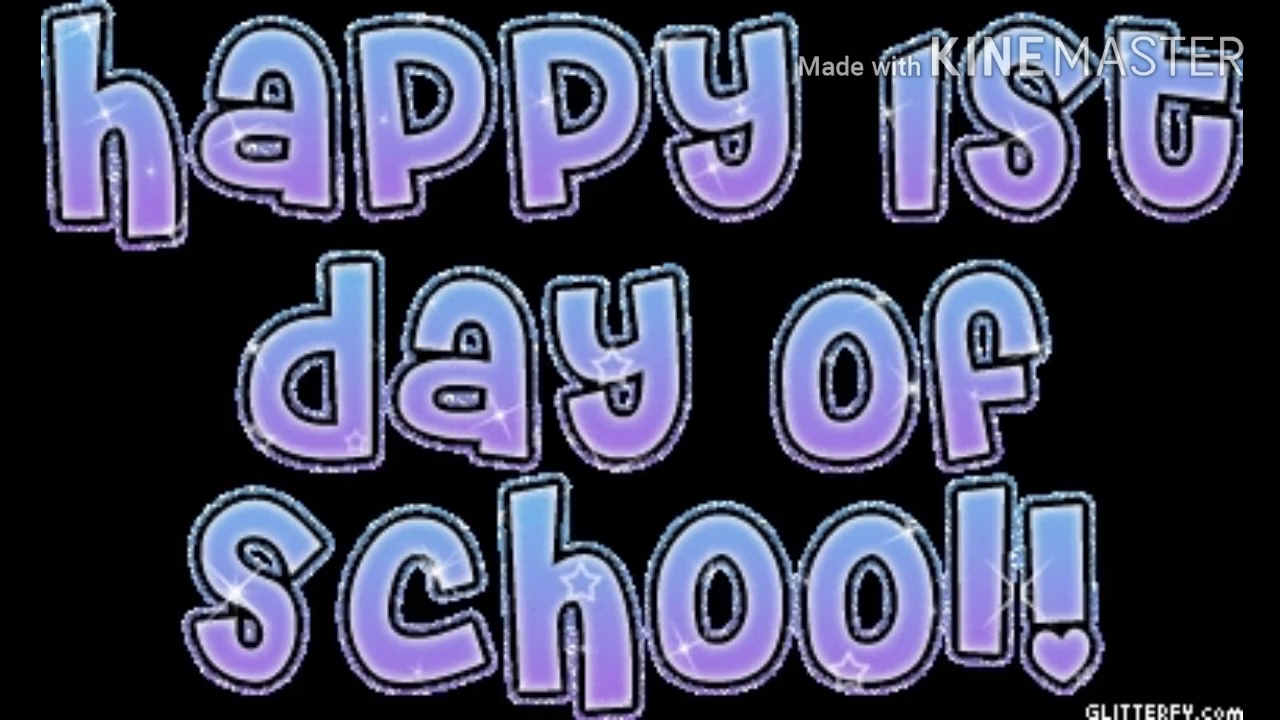 happy 1st
Made with KINEMASTER
day of
school!
GLITTERFY.com